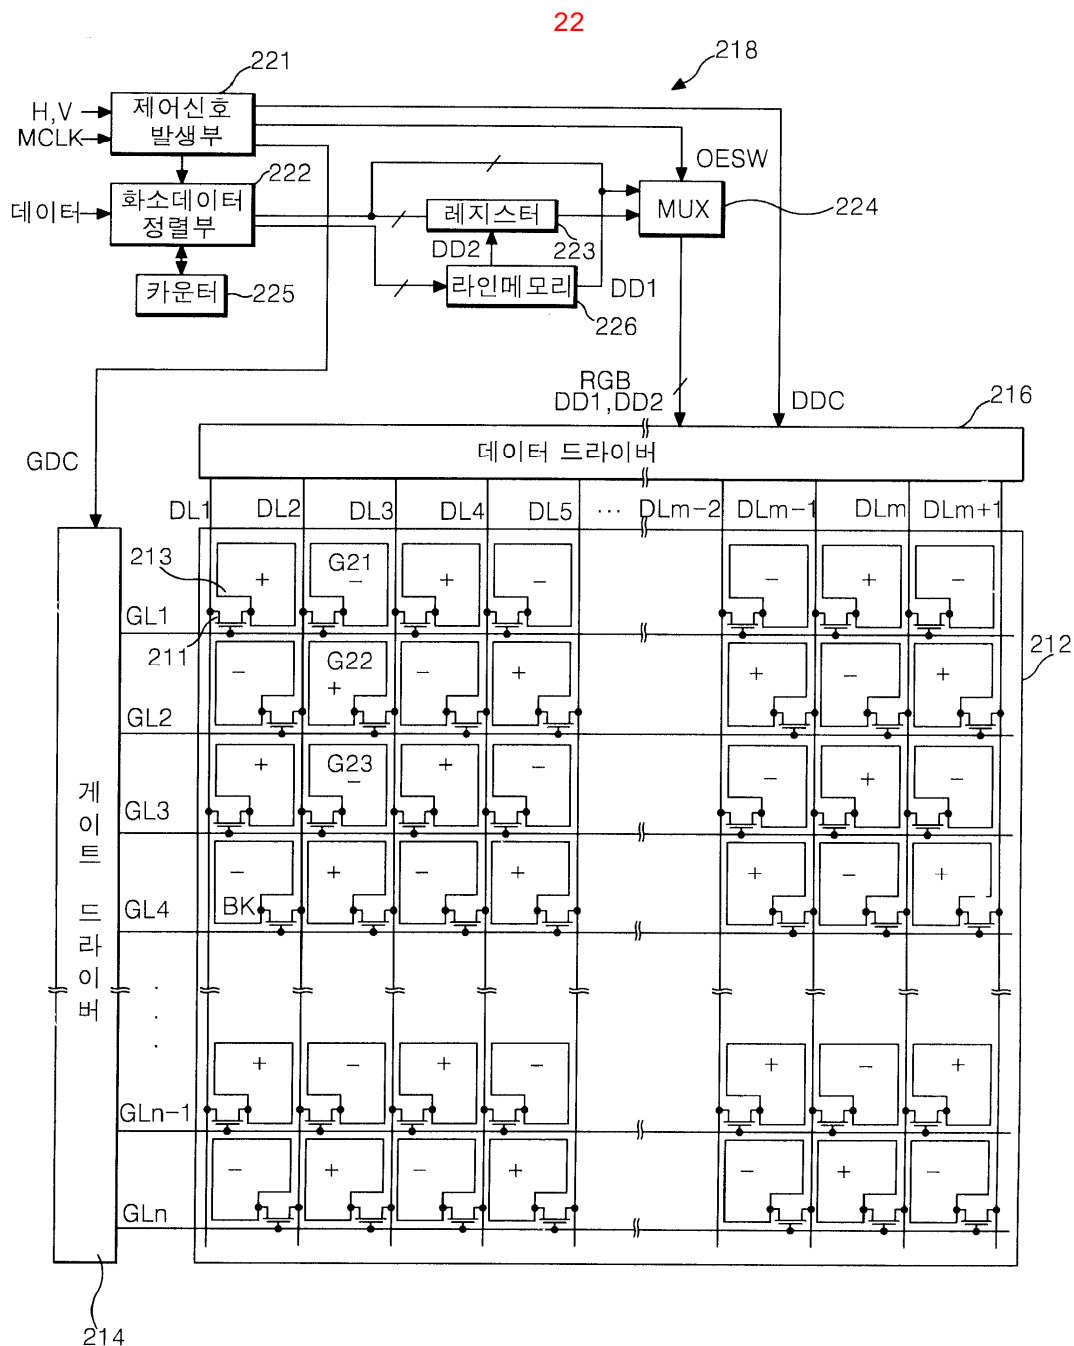 22
221
218
H,V
제어신호
발생부
MCLK
OESW
222
데이터
화소데이터
정렬부
레지스터
MUX
224
DD2
223
카운터
225
라인메모리
DD1
226
RGB
DD1,DD2
DDC
216
데이터 드라이버
GDC
DL1 DL2 DL3 DL4 DL5 ... DLm-2 DLm-1 DLm DLm+1
213
+ G21 - + - - + -
GL1
211
212
- G22 + - + + - +
GL2
+ G23 - + - - + -
GL3
게이트 드라이버
- + - + + - +
GL4
BK
+ - + - + - +
GLn-1
- + - + - + -
GLn
214